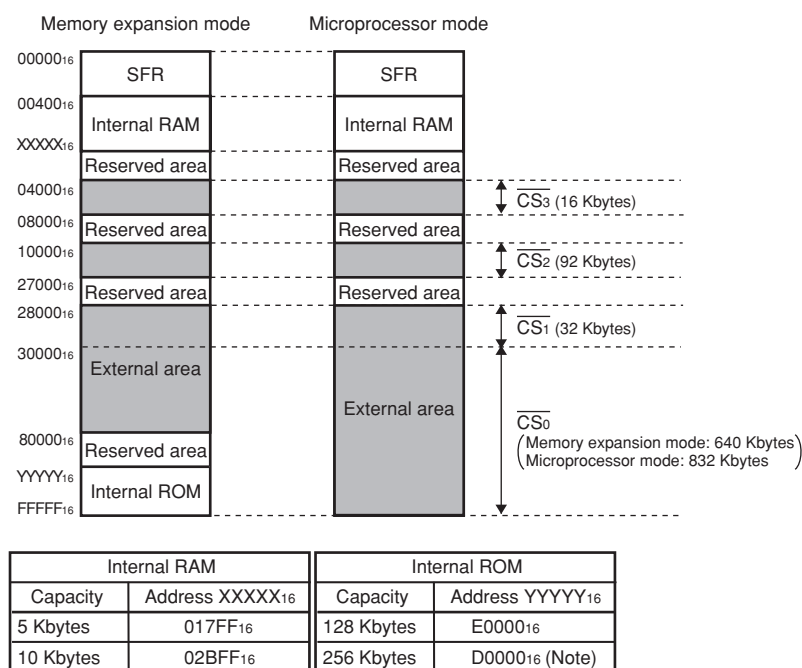 Memory expansion mode Microprocessor mode
00000₁₆ SFR SFR
00400₁₆
Internal RAM Internal RAM
XXXXX₁₆
Reserved area Reserved area
04000₁₆ CS3 (16 Kbytes)
08000₁₆ Reserved area Reserved area
10000₁₆ CS2 (92 Kbytes)
27000₁₆ Reserved area Reserved area
28000₁₆ CS1 (32 Kbytes)
30000₁₆
External area
External area
CS0
(Memory expansion mode: 640 Kbytes
Microprocessor mode: 832 Kbytes)
80000₁₆ Reserved area
YYYYY₁₆
Internal ROM
FFFFF₁₆
Internal RAM Internal ROM
Capacity Address XXXXX₁₆ Capacity Address YYYYY₁₆
5 Kbytes 017FF₁₆ 128 Kbytes E0000₁₆
10 Kbytes 02BFF₁₆ 256 Kbytes D0000₁₆ (Note)